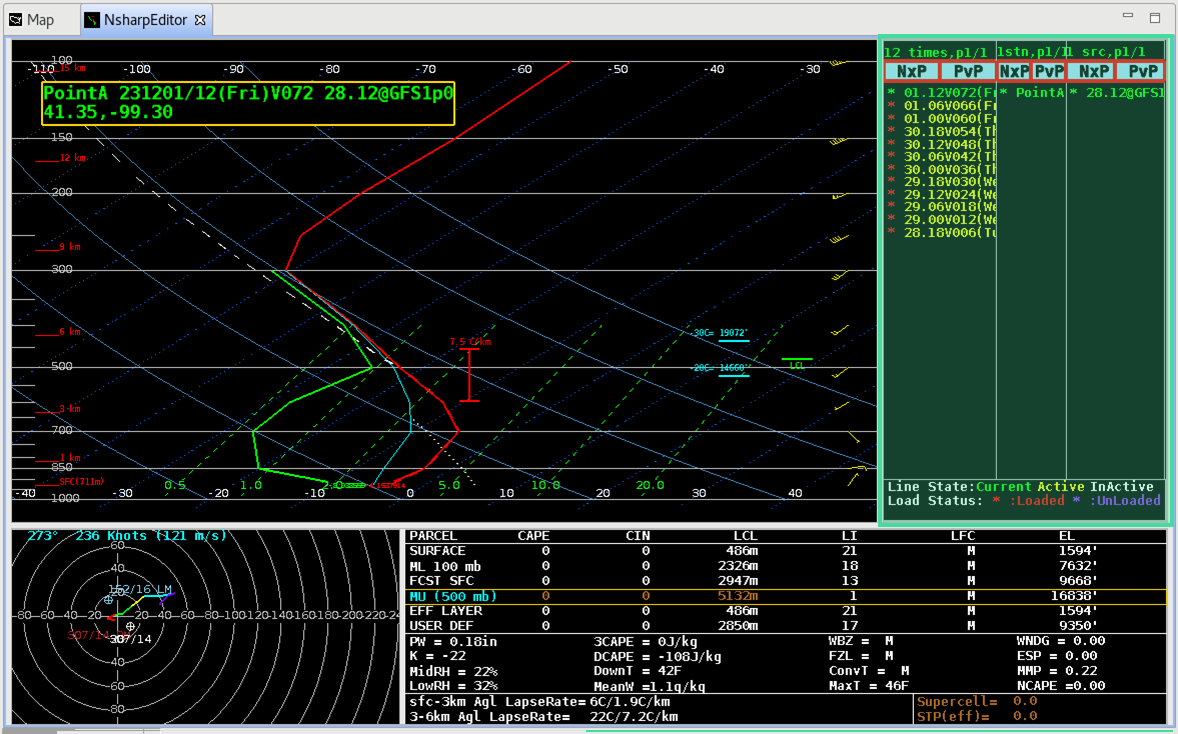 Map NsharpEditor
12 times,p1/1 1stn,p1/1 1 src,p1/1
NxP PvP NxP PvP NxP PvP
* 01.12V072(Fr * PointA * 28.12@GFS1
* 01.06V066(Fr
* 01.00V060(Fr
* 30.18V054(Th
* 30.12V048(Th
* 30.06V042(Th
* 30.00V036(Th
* 29.18V030(We
* 29.12V024(We
* 29.06V018(We
* 29.00V012(We
* 28.18V006(Tu
Line State:Current Active InActive
Load Status: * :Loaded * :UnLoaded
100
-110 -100 -90 -80 -70 -60 -50 -40 -30
15 km
PointA 231201/12(Fri)V072 28.12@GFS1p0
41.35,-99.30
150
12 km
200
9 km
300
6 km
-30C= 19072'
7.5 C/km
500
LCL
3 km
700
1 km
850
SFC(711m)
0.5 1.0 5.0 10.0 15.0 20.0
-40 -30 -20 -10 0 10 20 30 40
1000
273° 236 Knots (121 m/s)
60
40
20
152/16 LM
-80 -60 -40 -20 20 40 60 80 100 120 140 160 180 200 220
307/14
-40
-60
-80
PARCEL CAPE CIN LCL LI LFC EL
SURFACE 0 0 486m 21 M 1594'
ML 100 mb 0 0 2326m 18 M 7632'
FCST SFC 0 0 2947m 13 M 9668'
MU (500 mb) 0 0 5132m 1 M 16838'
EFF LAYER 0 0 486m 21 M 1594'
USER DEF 0 0 2850m 17 M 9350'
PW = 0.18in 3CAPE = 0J/kg WBZ = M WNDG = 0.00
K = -22 DCAPE = -108J/kg FZL = M ESP = 0.00
MidRH = 22% DownT = 42F ConvT = M MMP = 0.22
LowRH = 32% MeanW =1.1g/kg MaxT = 46F NCAPE =0.00
sfc-3km Agl LapseRate= 6C/1.9C/km Supercell= 0.0
3-6km Agl LapseRate= 22C/7.2C/km STP(eff)= 0.0